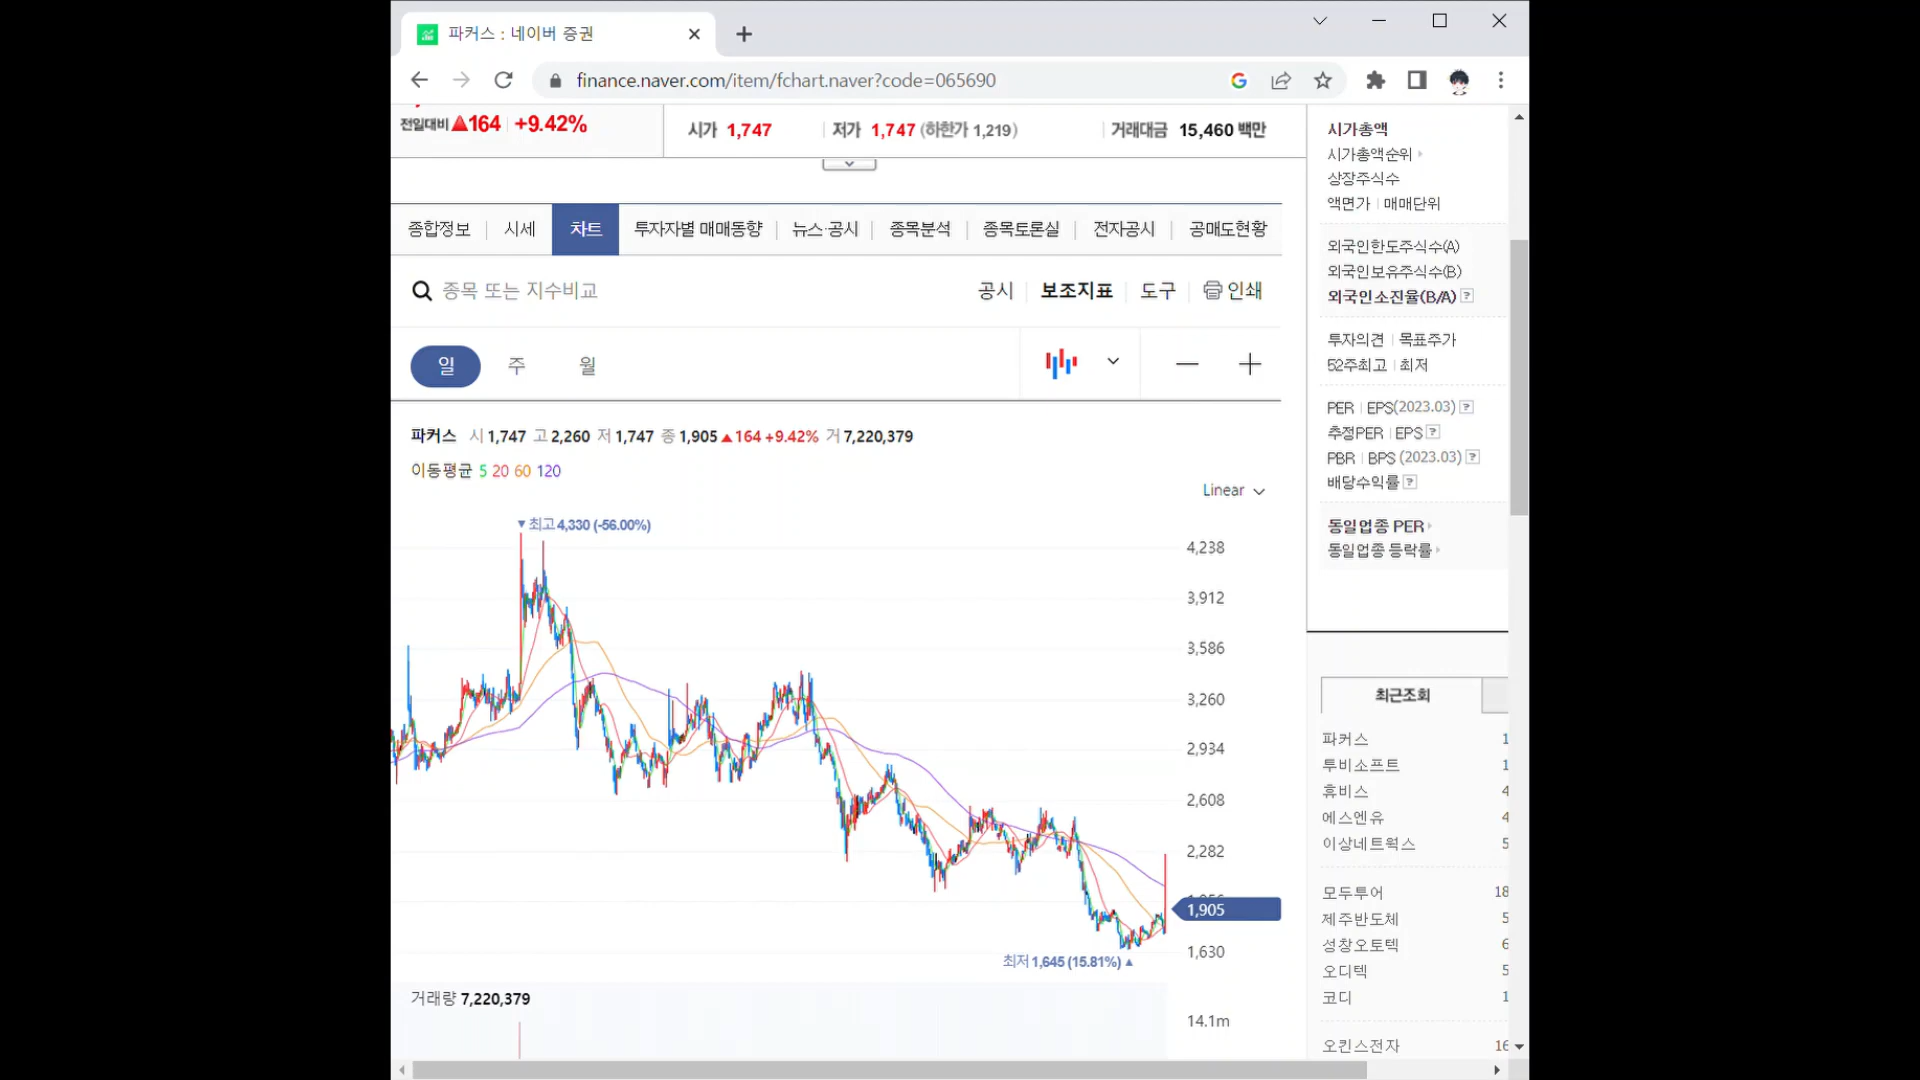 파커스 : 네이버 증권
finance.naver.com/item/fchart.naver?code=065690
전일대비 ▲164 +9.42%
시가 1,747 저가 1,747 (하한가 1,219) 거래대금 15,460 백만
종합정보 시세 차트 투자자별 매매동향 뉴스·공시 종목분석 종목토론실 전자공시 공매도현황
종목 또는 지수비교 공시 보조지표 도구 인쇄
일 주 월
파커스 시 1,747 고 2,260 저 1,747 종 1,905 ▲164 +9.42% 거 7,220,379
이동평균 5 20 60 120
Linear
▼최고 4,330 (-56.00%)
4,238
3,912
3,586
3,260
2,934
2,608
2,282
1,905
1,630
최저 1,645 (15.81%) ▲
거래량 7,220,379
14.1m
시가총액
시가총액순위
상장주식수
액면가 매매단위
외국인한도주식수(A)
외국인보유주식수(B)
외국인소진율(B/A) ?
투자의견 목표주가
52주최고 최저
PER EPS(2023.03) ?
추정PER EPS ?
PBR BPS (2023.03) ?
배당수익률 ?
동일업종 PER
동일업종 등락률
최근조회
파커스 1
투비소프트 1
휴비스 4
에스엔유 4
이상네트웍스 5
모두투어 18
제주반도체 5
성창오토텍 6
오디텍 5
코디 1
오킨스전자 16